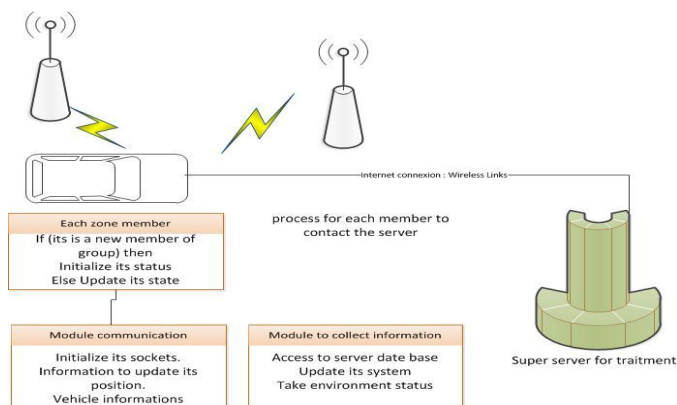 Internet connexion : Wireless Links
Each zone member
If (its is a new member of
group) then
Initialize its status
Else Update its state
process for each member to
contact the server
Module communication
Initialize its sockets.
Information to update its
position.
Vehicle informations
Module to collect information
Access to server date base
Update its system
Take environment status
Super server for traitment